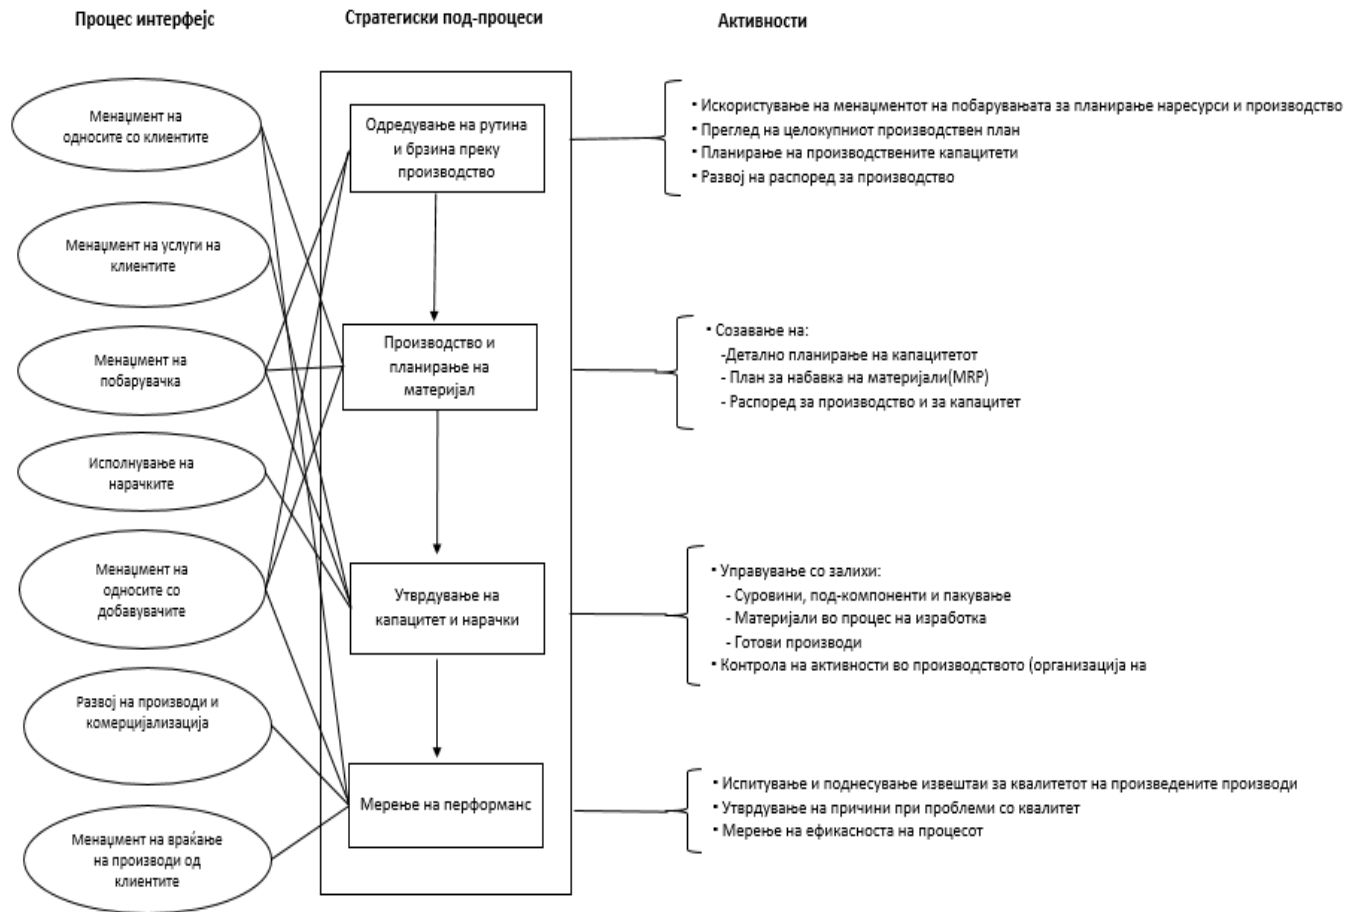 Процес интерфејс
Стратегиски под-процеси
Активности
Менаџмент на
односите со клиентите
Менаџмент на услуги на
клиентите
Менаџмент на
побарувачка
Исполнување на
нарачките
Менаџмент на
односите со
добавувачите
Развој на производи и
комерцијализација
Менаџмент на враќање
на производи од
клиентите
Одредување на рутина
и брзина преку
производство
Производство и
планирање на
материјал
Утврдување на
капацитет и нарачки
Мерење на перформанс
▪ Искористување на менаџментот на побарувањата за планирање наресурси и производство
▪ Преглед на целокупниот производствен план
▪ Планирање на производствените капацитети
▪ Развој на распоред за производство
▪ Созавање на:
-Детално планирање на капацитетот
- План за набавка на материјали(MRP)
- Распоред за производство и за капацитет
▪ Управување со залихи:
- Суровини, под-компоненти и пакување
- Материјали во процес на изработка
- Готови производи
▪ Контрола на активности во производството (организација на
▪ Испитување и поднесување извештаи за квалитетот на произведените производи
▪ Утврдување на причини при проблеми со квалитет
▪ Мерење на ефикасноста на процесот